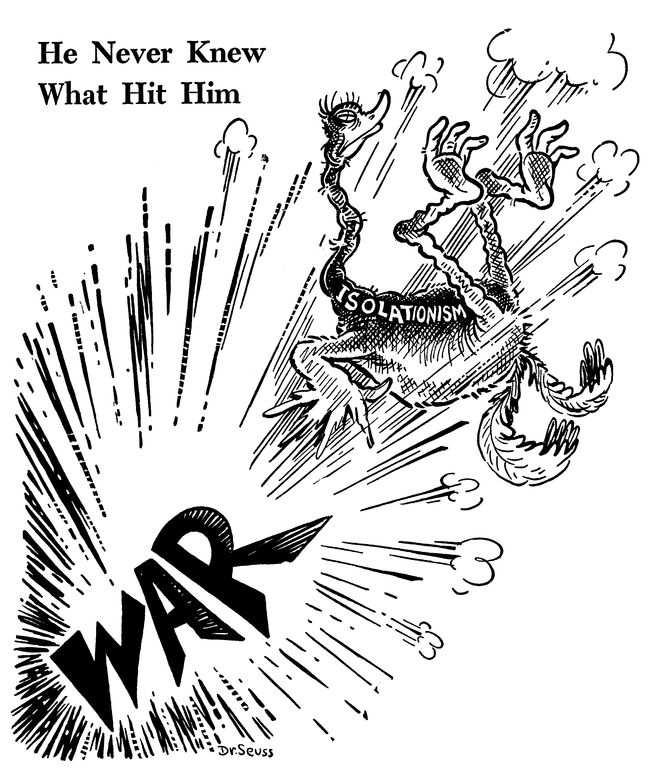 He Never Knew
What Hit Him
ISOLATIONISM
WAR
Dr. Seuss